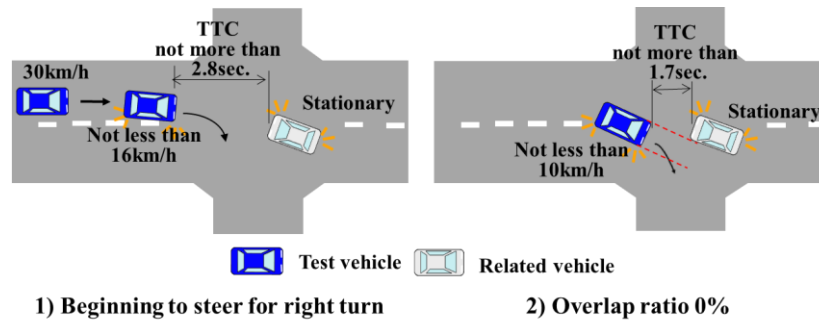 TTC
not more than
2.8sec.
30km/h
Stationary
Not less than
16km/h
TTC
not more than
1.7sec.
Stationary
Not less than
10km/h
Test vehicle
Related vehicle
1) Beginning to steer for right turn
2) Overlap ratio 0%